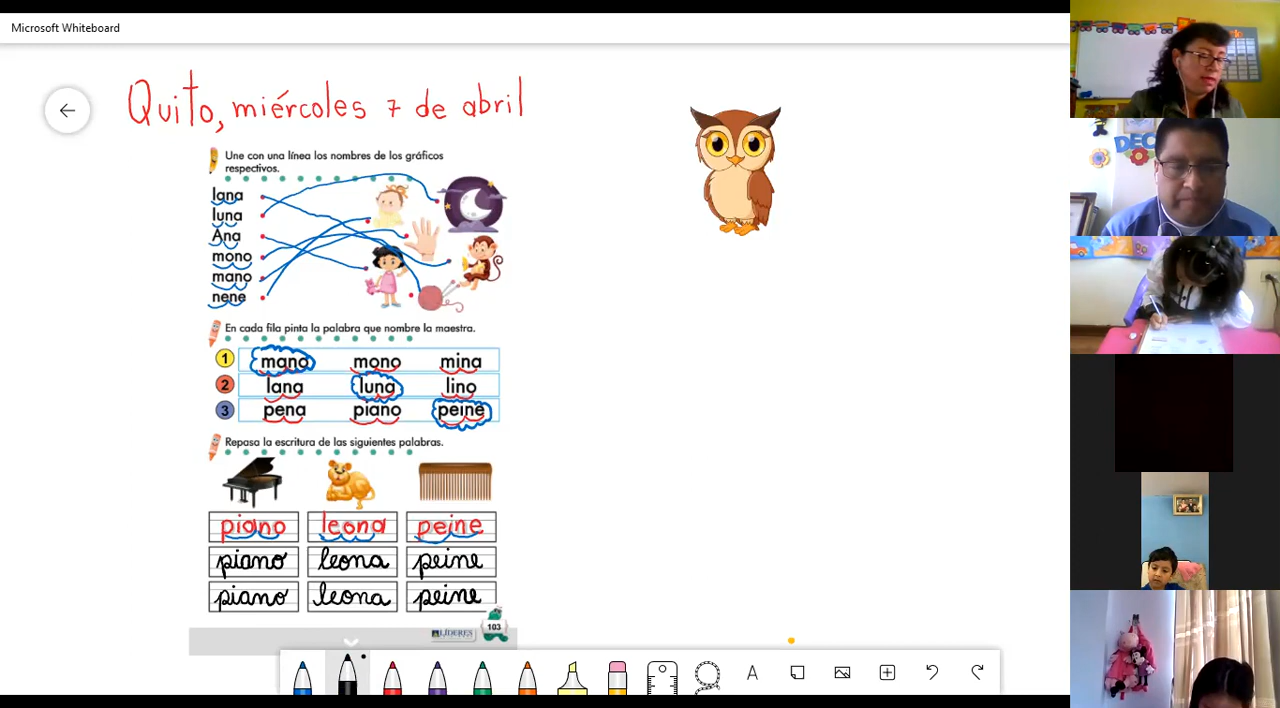 Microsoft Whiteboard
Quito, miércoles 7 de abril
Une con una línea los nombres de los gráficos
respectivos.
lana
luna
Ana
mono
mano
nene
En cada fila pinta la palabra que nombre la maestra.
1 mano mono mina
2 lana luna lino
3 pena piano peine
Repasa la escritura de las siguientes palabras.
piano leona peine
piano leona peine
piano leona peine
LÍDERES 103
A
DEC